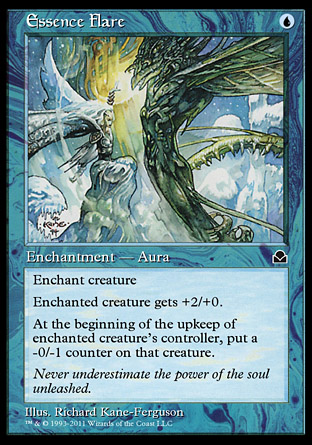 Essence Flare
Enchantment — Aura
Enchant creature
Enchanted creature gets +2/+0.
At the beginning of the upkeep of
enchanted creature's controller, put a
-0/-1 counter on that creature.
Never underestimate the power of the soul
unleashed.
Illus. Richard Kane-Ferguson
™ & © 1993-2011 Wizards of the Coast LLC